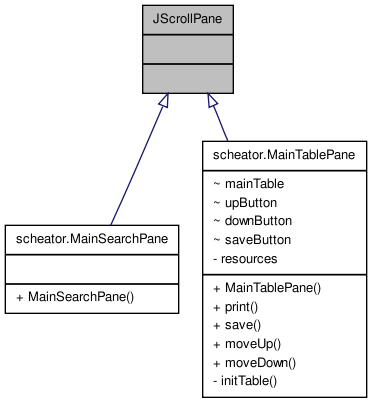 JScrollPane
scheator.MainTablePane
~ mainTable
~ upButton
~ downButton
~ saveButton
- resources
+ MainTablePane()
+ print()
+ save()
+ moveUp()
+ moveDown()
- initTable()
scheator.MainSearchPane
+ MainSearchPane()